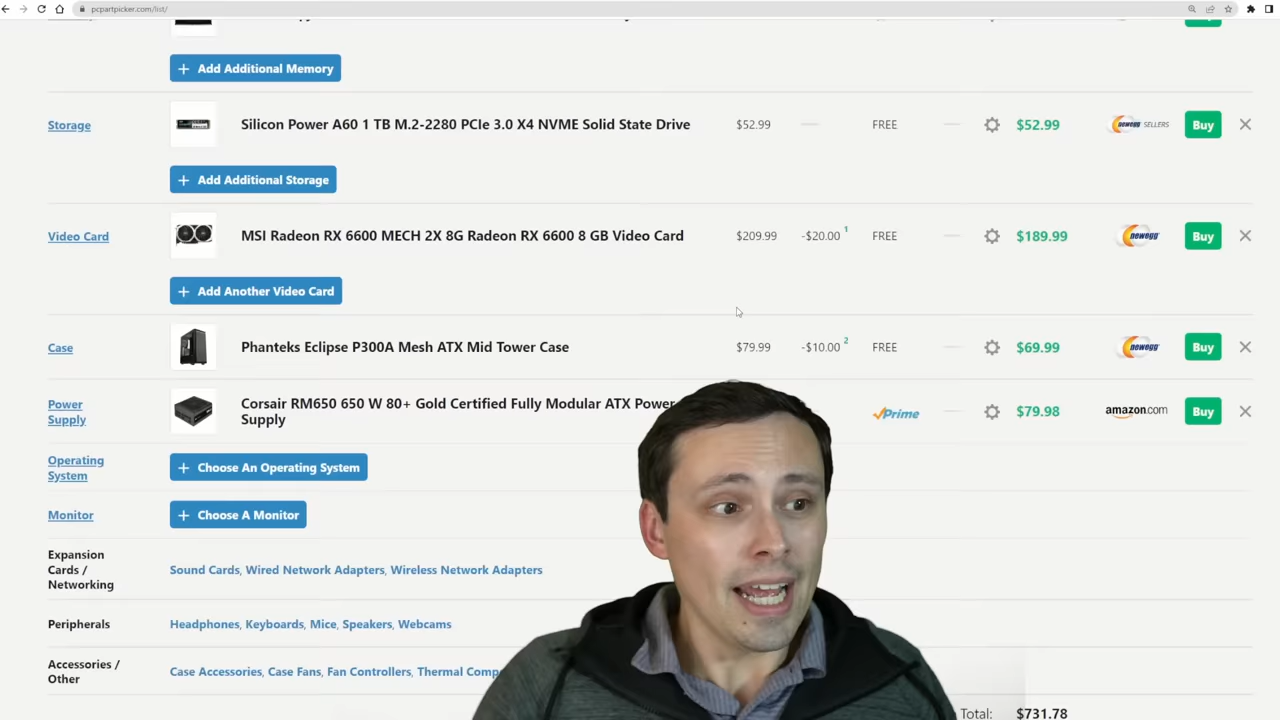 pcpartpicker.com/list/
+ Add Additional Memory
Storage Silicon Power A60 1 TB M.2-2280 PCIe 3.0 X4 NVME Solid State Drive $52.99 FREE $52.99 newegg SELLERS Buy
+ Add Additional Storage
Video Card MSI Radeon RX 6600 MECH 2X 8G Radeon RX 6600 8 GB Video Card $209.99 -$20.00 1 FREE $189.99 newegg Buy
+ Add Another Video Card
Case Phanteks Eclipse P300A Mesh ATX Mid Tower Case $79.99 -$10.00 2 FREE $69.99 newegg Buy
Power Corsair RM650 650 W 80+ Gold Certified Fully Modular ATX Power
Supply Supply Prime $79.98 amazon.com Buy
Operating
System + Choose An Operating System
Monitor + Choose A Monitor
Expansion
Cards / Sound Cards, Wired Network Adapters, Wireless Network Adapters
Networking
Peripherals Headphones, Keyboards, Mice, Speakers, Webcams
Accessories /
Other Case Accessories, Case Fans, Fan Controllers, Thermal Comp
Total: $731.78